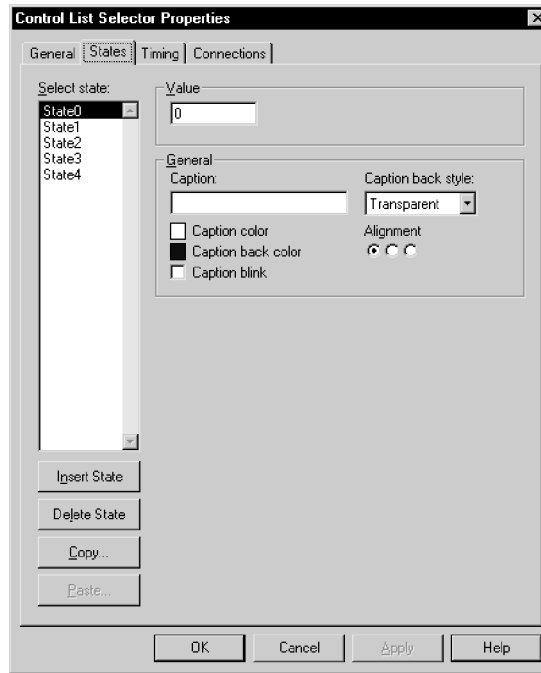 Control List Selector Properties
General States Timing Connections
Select state:
State0
State1
State2
State3
State4
Insert State
Delete State
Copy...
Paste...
Value
0
General
Caption:
Caption back style:
Transparent
Caption color
Caption back color
Caption blink
Alignment
OK Cancel Apply Help